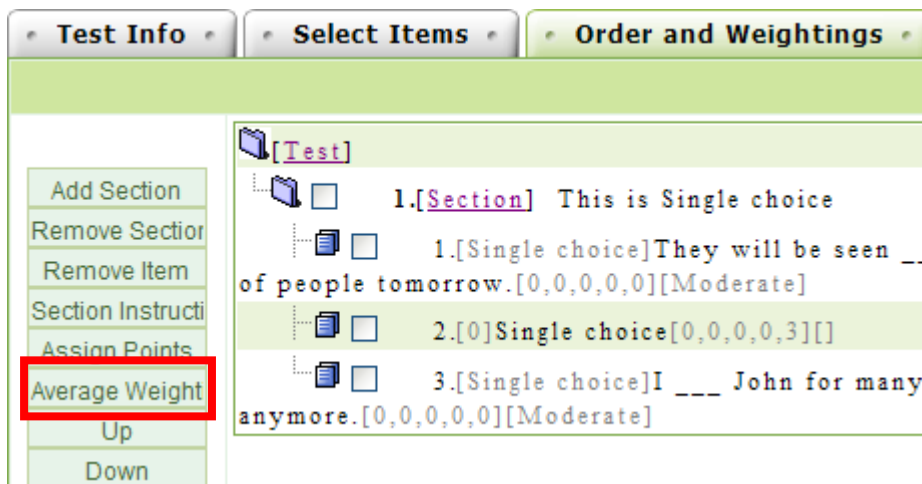 Test Info Select Items Order and Weightings
[Test]
1.[Section] This is Single choice
1.[Single choice]They will be seen __
of people tomorrow.[0,0,0,0,0][Moderate]
2.[0]Single choice[0,0,0,0,3][]
3.[Single choice]I ___ John for many
anymore.[0,0,0,0,0][Moderate]
Add Section
Remove Section
Remove Item
Section Instructi
Assign Points
Average Weight
Up
Down